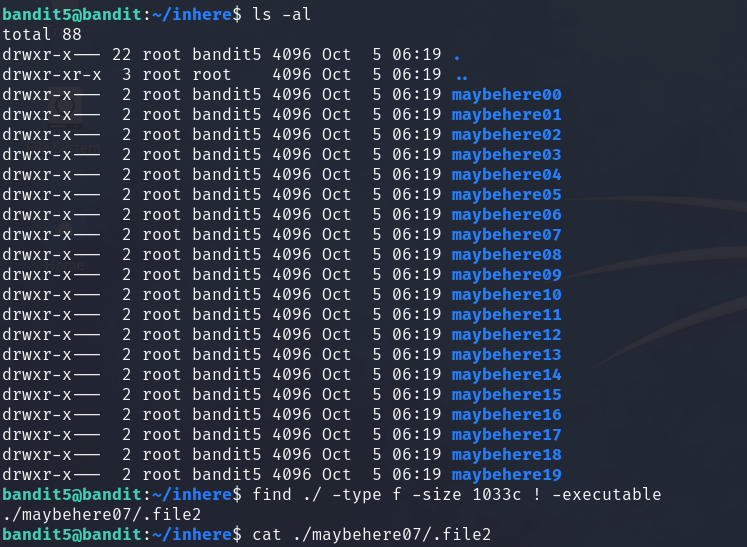 bandit5@bandit:~/inhere$ ls -al
total 88
drwxr-x--- 22 root bandit5 4096 Oct  5 06:19 .
drwxr-xr-x  3 root root    4096 Oct  5 06:19 ..
drwxr-x---  2 root bandit5 4096 Oct  5 06:19 maybehere00
drwxr-x---  2 root bandit5 4096 Oct  5 06:19 maybehere01
drwxr-x---  2 root bandit5 4096 Oct  5 06:19 maybehere02
drwxr-x---  2 root bandit5 4096 Oct  5 06:19 maybehere03
drwxr-x---  2 root bandit5 4096 Oct  5 06:19 maybehere04
drwxr-x---  2 root bandit5 4096 Oct  5 06:19 maybehere05
drwxr-x---  2 root bandit5 4096 Oct  5 06:19 maybehere06
drwxr-x---  2 root bandit5 4096 Oct  5 06:19 maybehere07
drwxr-x---  2 root bandit5 4096 Oct  5 06:19 maybehere08
drwxr-x---  2 root bandit5 4096 Oct  5 06:19 maybehere09
drwxr-x---  2 root bandit5 4096 Oct  5 06:19 maybehere10
drwxr-x---  2 root bandit5 4096 Oct  5 06:19 maybehere11
drwxr-x---  2 root bandit5 4096 Oct  5 06:19 maybehere12
drwxr-x---  2 root bandit5 4096 Oct  5 06:19 maybehere13
drwxr-x---  2 root bandit5 4096 Oct  5 06:19 maybehere14
drwxr-x---  2 root bandit5 4096 Oct  5 06:19 maybehere15
drwxr-x---  2 root bandit5 4096 Oct  5 06:19 maybehere16
drwxr-x---  2 root bandit5 4096 Oct  5 06:19 maybehere17
drwxr-x---  2 root bandit5 4096 Oct  5 06:19 maybehere18
drwxr-x---  2 root bandit5 4096 Oct  5 06:19 maybehere19
bandit5@bandit:~/inhere$ find ./ -type f -size 1033c ! -executable
./maybehere07/.file2
bandit5@bandit:~/inhere$ cat ./maybehere07/.file2